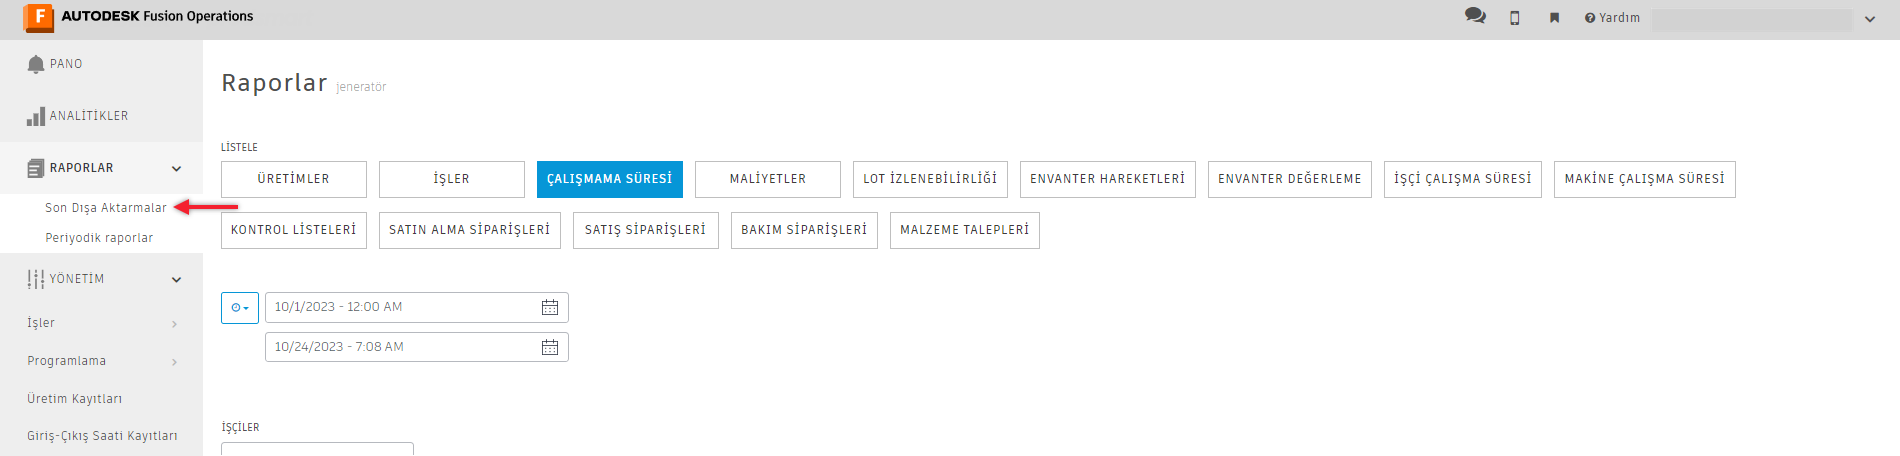 AUTODESK Fusion Operations
Yardım
PANO
ANALİTİKLER
RAPORLAR
Son Dışa Aktarmalar
Periyodik raporlar
YÖNETİM
İşler
Programlama
Üretim Kayıtları
Giriş-Çıkış Saati Kayıtları
Raporlar jeneratör
LİSTELE
ÜRETİMLER İŞLER ÇALIŞMAMA SÜRESİ MALİYETLER LOT İZLENEBİLİRLİĞİ ENVANTER HAREKETLERİ ENVANTER DEĞERLEME İŞÇİ ÇALIŞMA SÜRESİ MAKİNE ÇALIŞMA SÜRESİ
KONTROL LİSTELERİ SATIN ALMA SİPARİŞLERİ SATIŞ SİPARİŞLERİ BAKIM SİPARİŞLERİ MALZEME TALEPLERİ
10/1/2023 - 12:00 AM
10/24/2023 - 7:08 AM
İŞÇİLER